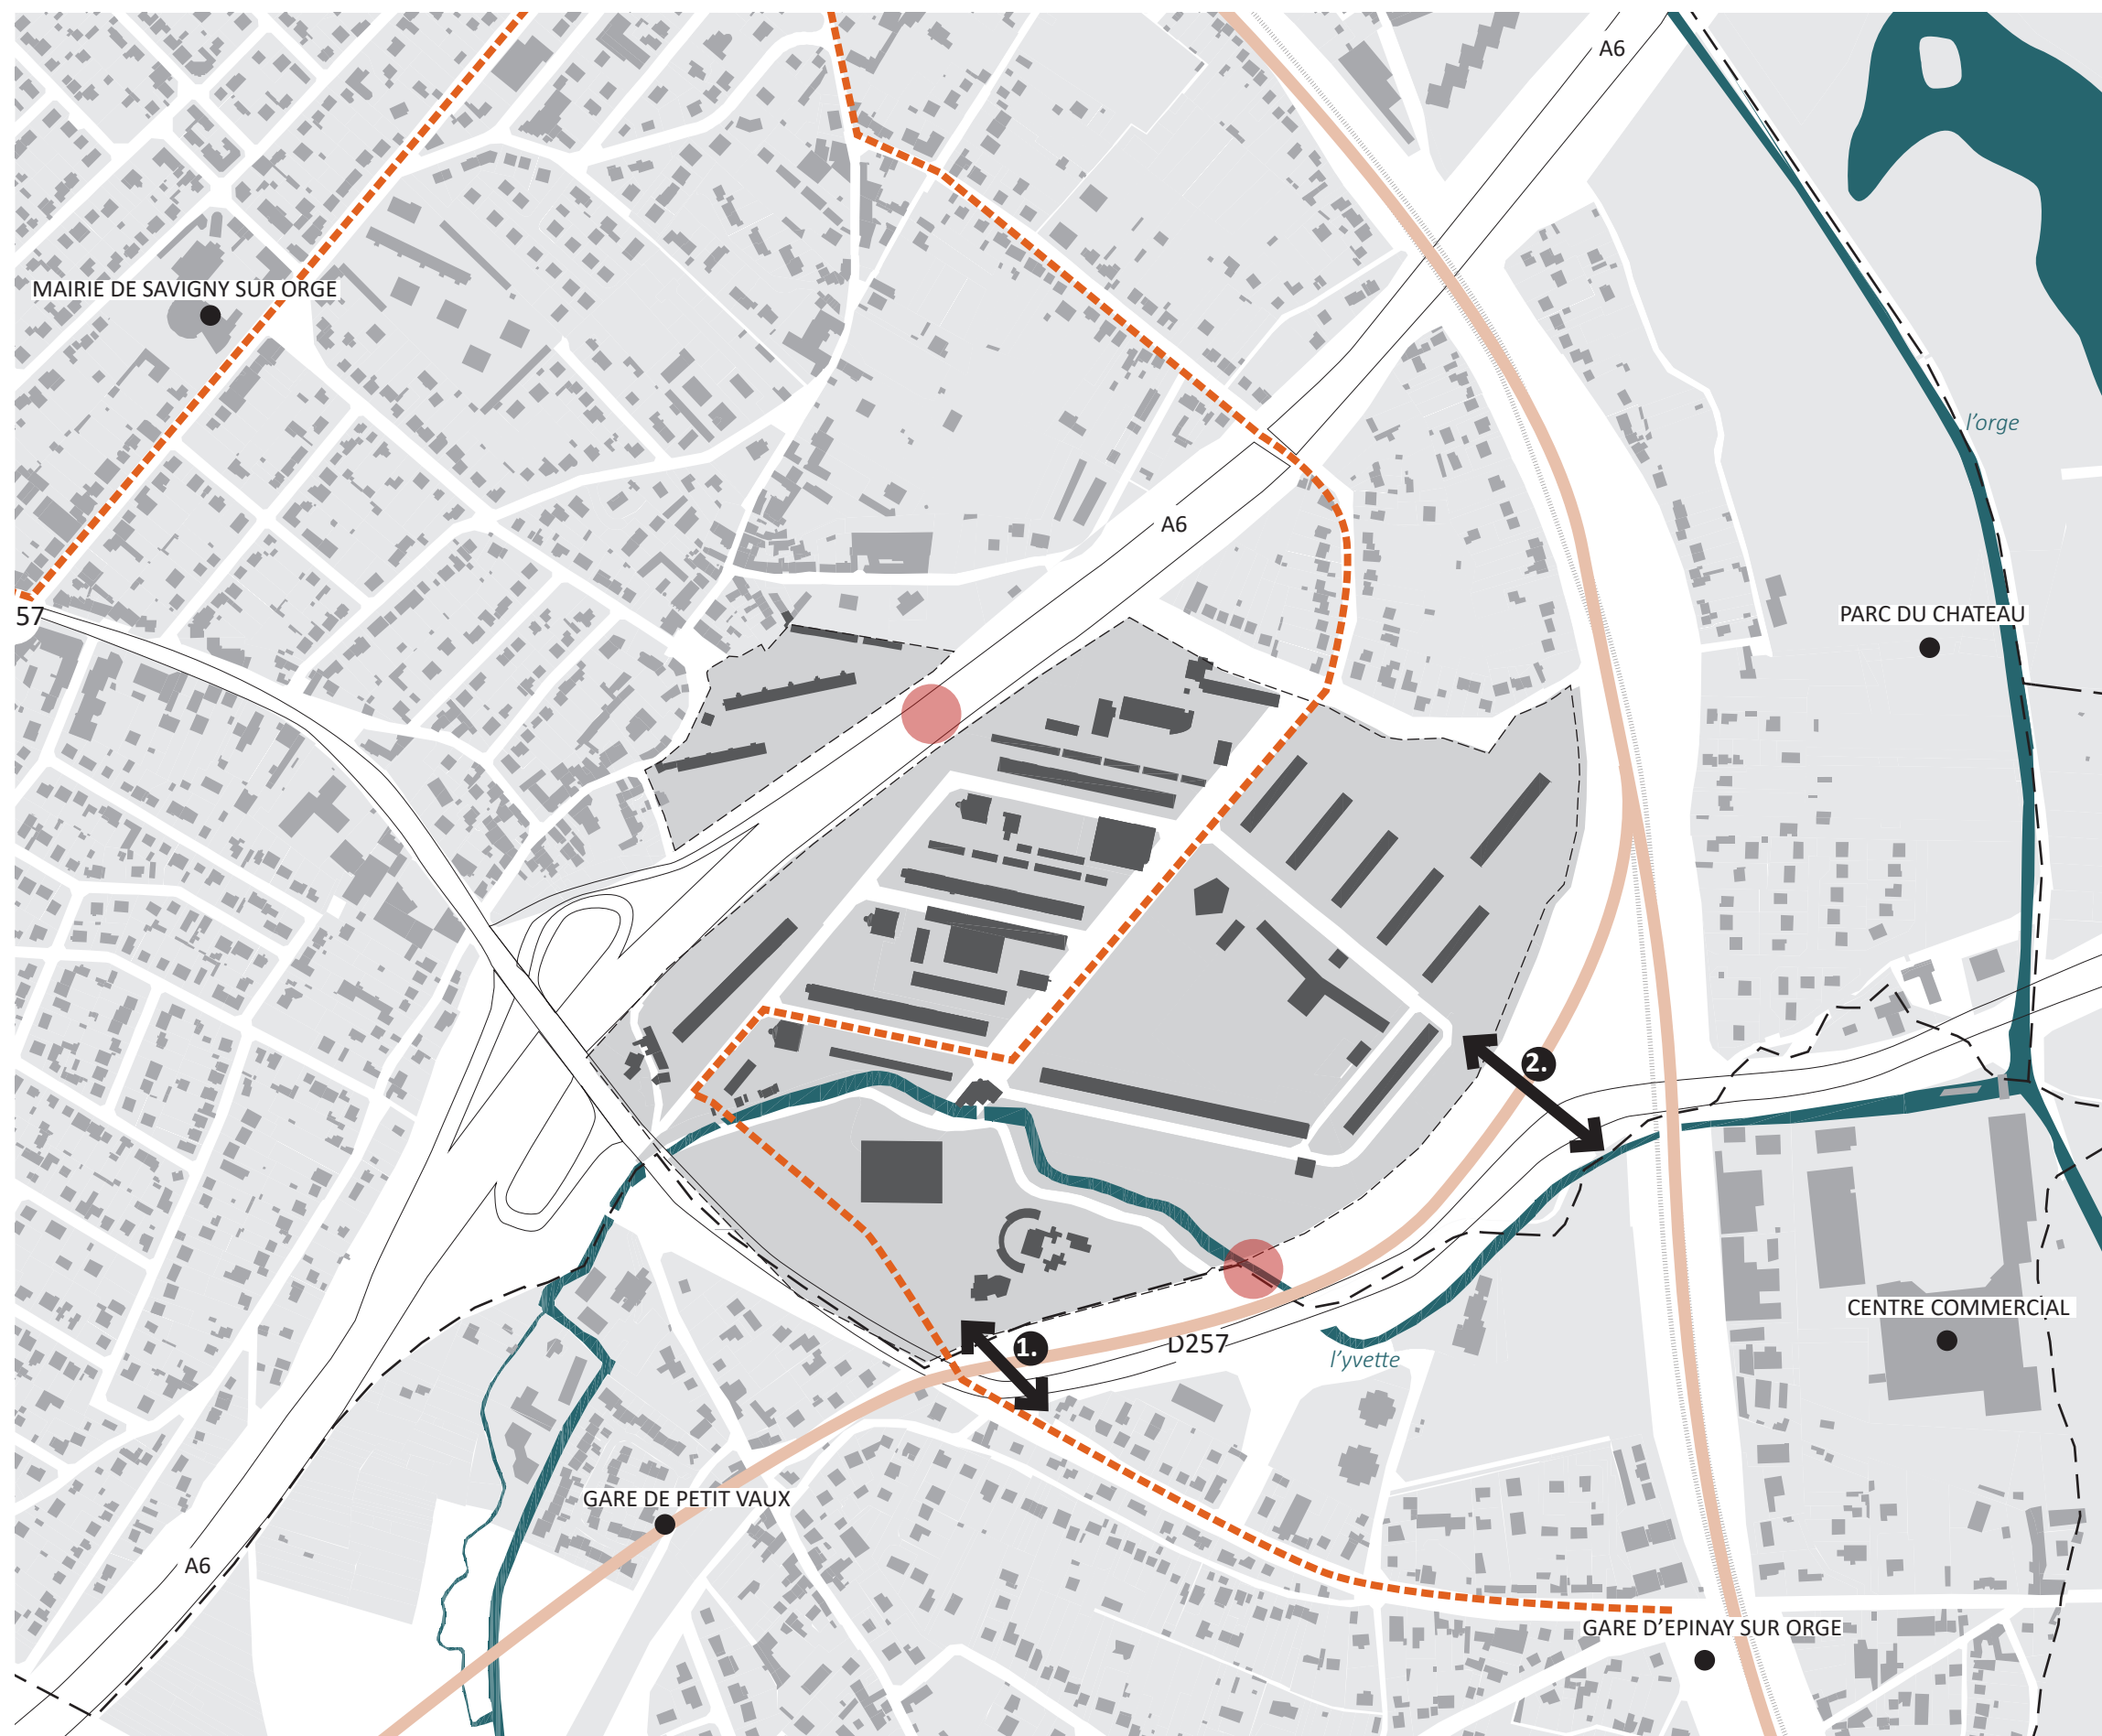 A6
MAIRIE DE SAVIGNY SUR ORGE
l'orge
A6
57
PARC DU CHATEAU
2.
CENTRE COMMERCIAL
1.
D257
l'yvette
GARE DE PETIT VAUX
A6
GARE D'EPINAY SUR ORGE